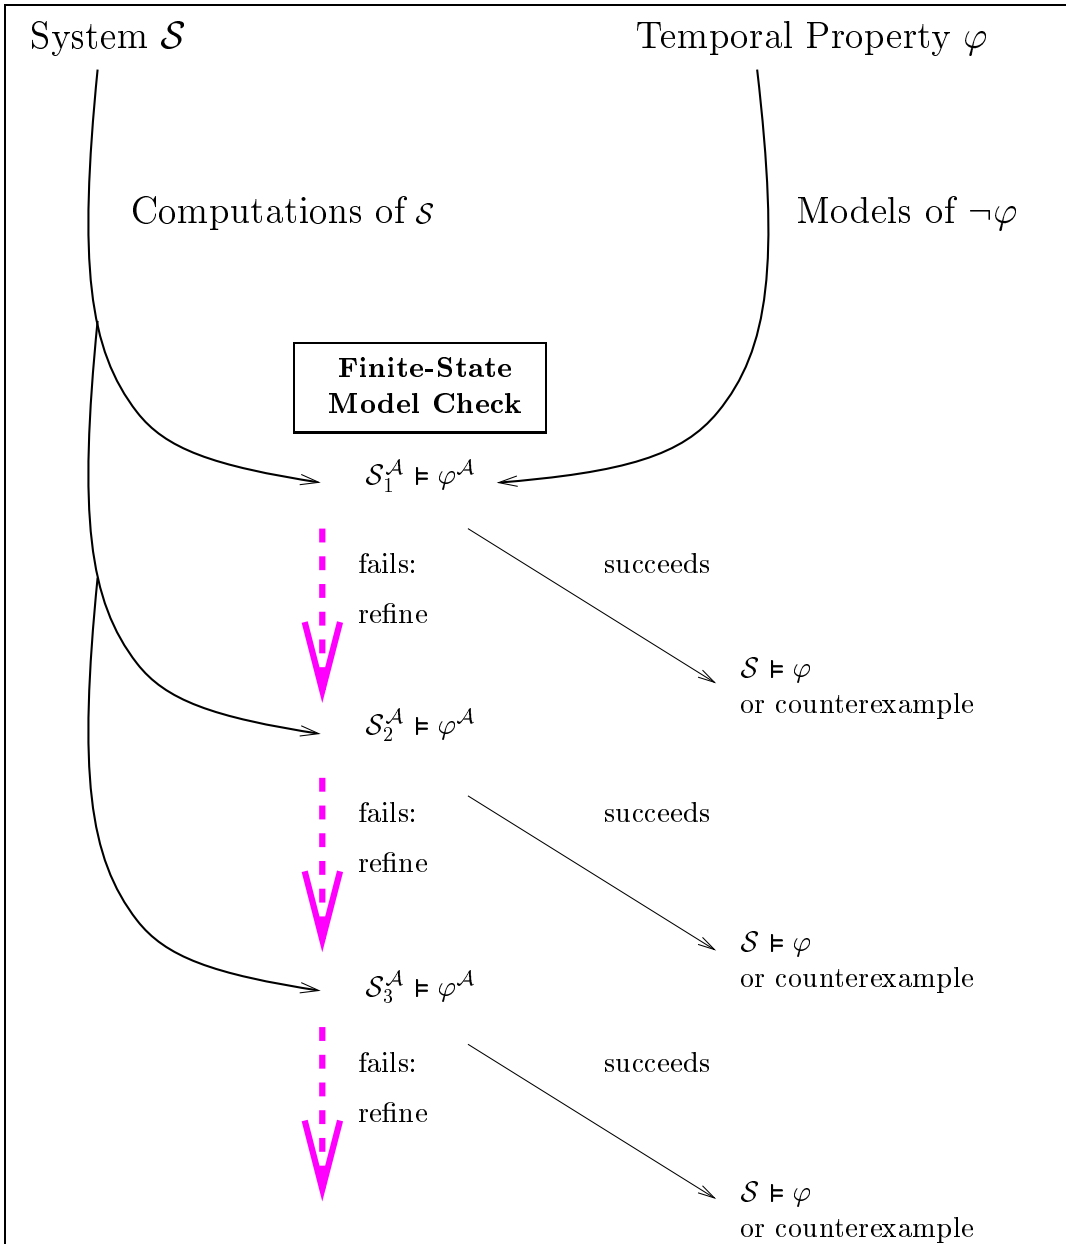 System 𝒮
Temporal Property φ
Computations of 𝒮
Models of ¬φ
Finite-State
Model Check
𝒮₁^𝒜 ⊨ φ^𝒜
fails:
refine
succeeds
𝒮 ⊨ φ
or counterexample
𝒮₂^𝒜 ⊨ φ^𝒜
fails:
refine
succeeds
𝒮 ⊨ φ
or counterexample
𝒮₃^𝒜 ⊨ φ^𝒜
fails:
refine
succeeds
𝒮 ⊨ φ
or counterexample